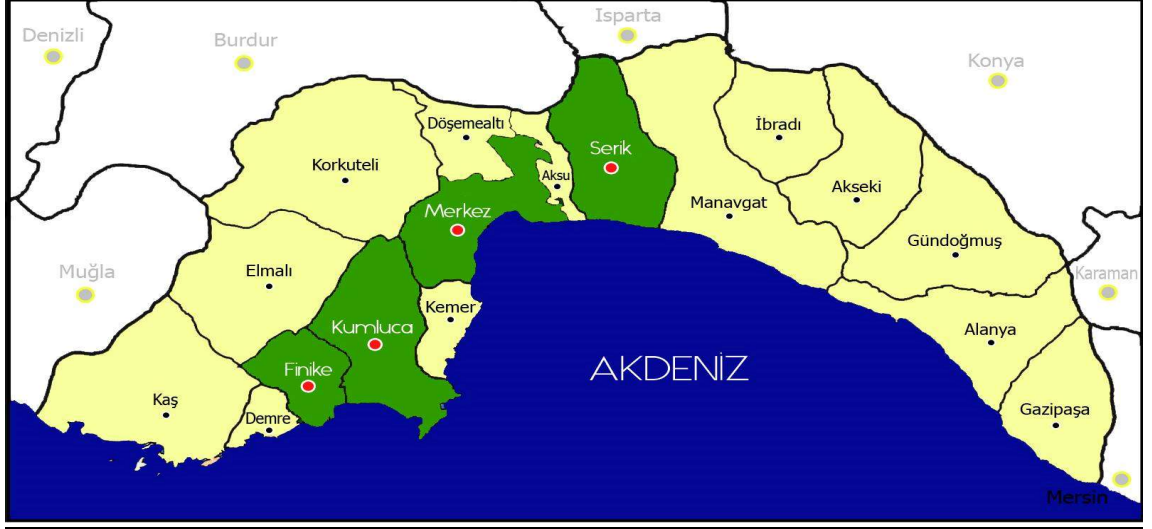 Isparta
Denizli
Burdur
Konya
Döşemealtı
İbradı
Serik
Korkuteli
Aksu
Akseki
Manavgat
Merkez
Gündoğmuş
Muğla
Elmalı
Karaman
Kemer
Kumluca
Alanya
AKDENİZ
Finike
Kaş
Gazipaşa
Demre
Mersin